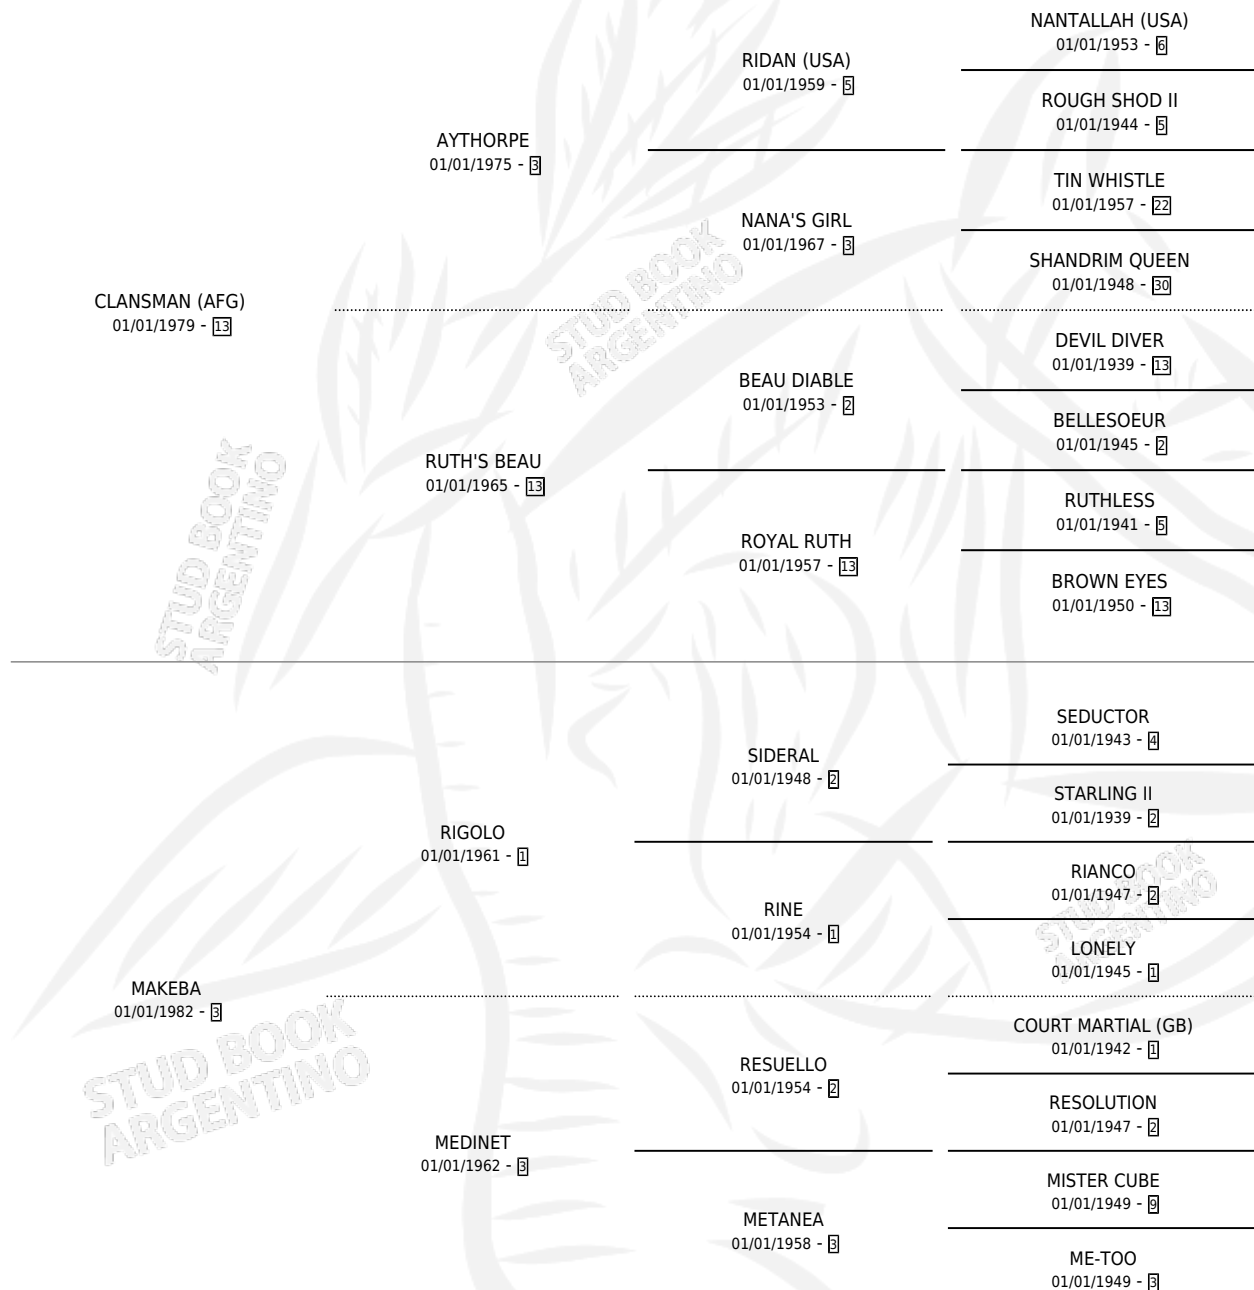 NANTALLAH (USA)
01/01/1953 - 6
RIDAN (USA)
01/01/1959 - 5
ROUGH SHOD II
01/01/1944 - 5
AYTHORPE
01/01/1975 - 3
TIN WHISTLE
01/01/1957 - 22
NANA'S GIRL
01/01/1967 - 3
SHANDRIM QUEEN
01/01/1948 - 30
CLANSMAN (AFG)
01/01/1979 - 13
DEVIL DIVER
01/01/1939 - 13
BEAU DIABLE
01/01/1953 - 2
BELLESOEUR
01/01/1945 - 2
RUTH'S BEAU
01/01/1965 - 13
RUTHLESS
01/01/1941 - 5
ROYAL RUTH
01/01/1957 - 13
BROWN EYES
01/01/1950 - 13
SEDUCTOR
01/01/1943 - 4
SIDERAL
01/01/1948 - 2
STARLING II
01/01/1939 - 2
RIGOLO
01/01/1961 - 1
RIANCO
01/01/1947 - 2
RINE
01/01/1954 - 1
LONELY
01/01/1945 - 1
MAKEBA
01/01/1982 - 3
COURT MARTIAL (GB)
01/01/1942 - 1
RESUELLO
01/01/1954 - 2
RESOLUTION
01/01/1947 - 2
MEDINET
01/01/1962 - 3
MISTER CUBE
01/01/1949 - 9
METANEA
01/01/1958 - 3
ME-TOO
01/01/1949 - 3
STUD BOOK
ARGENTINO
STUD BOOK
ARGENTINO
STUD BOOK
ARGENTINO
STUD BOOK
ARGENTINO